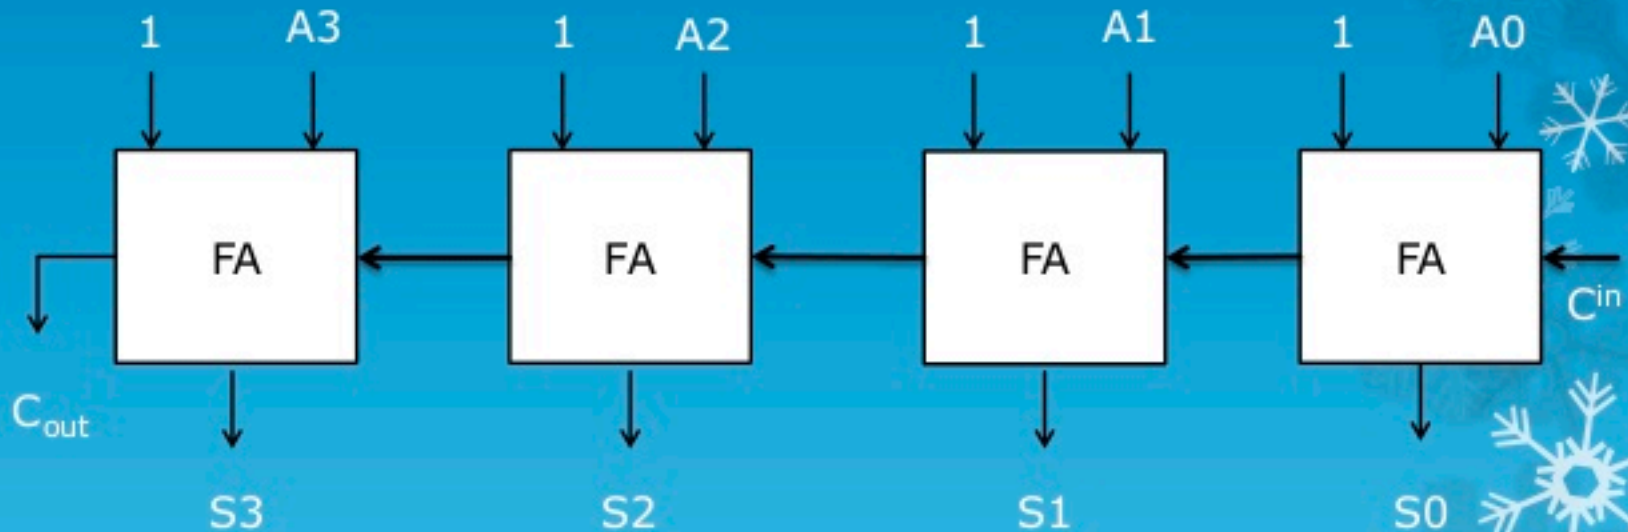 1 A3 1 A2 1 A1 1 A0
FA FA FA FA
Cin
Cout
S3 S2 S1 S0